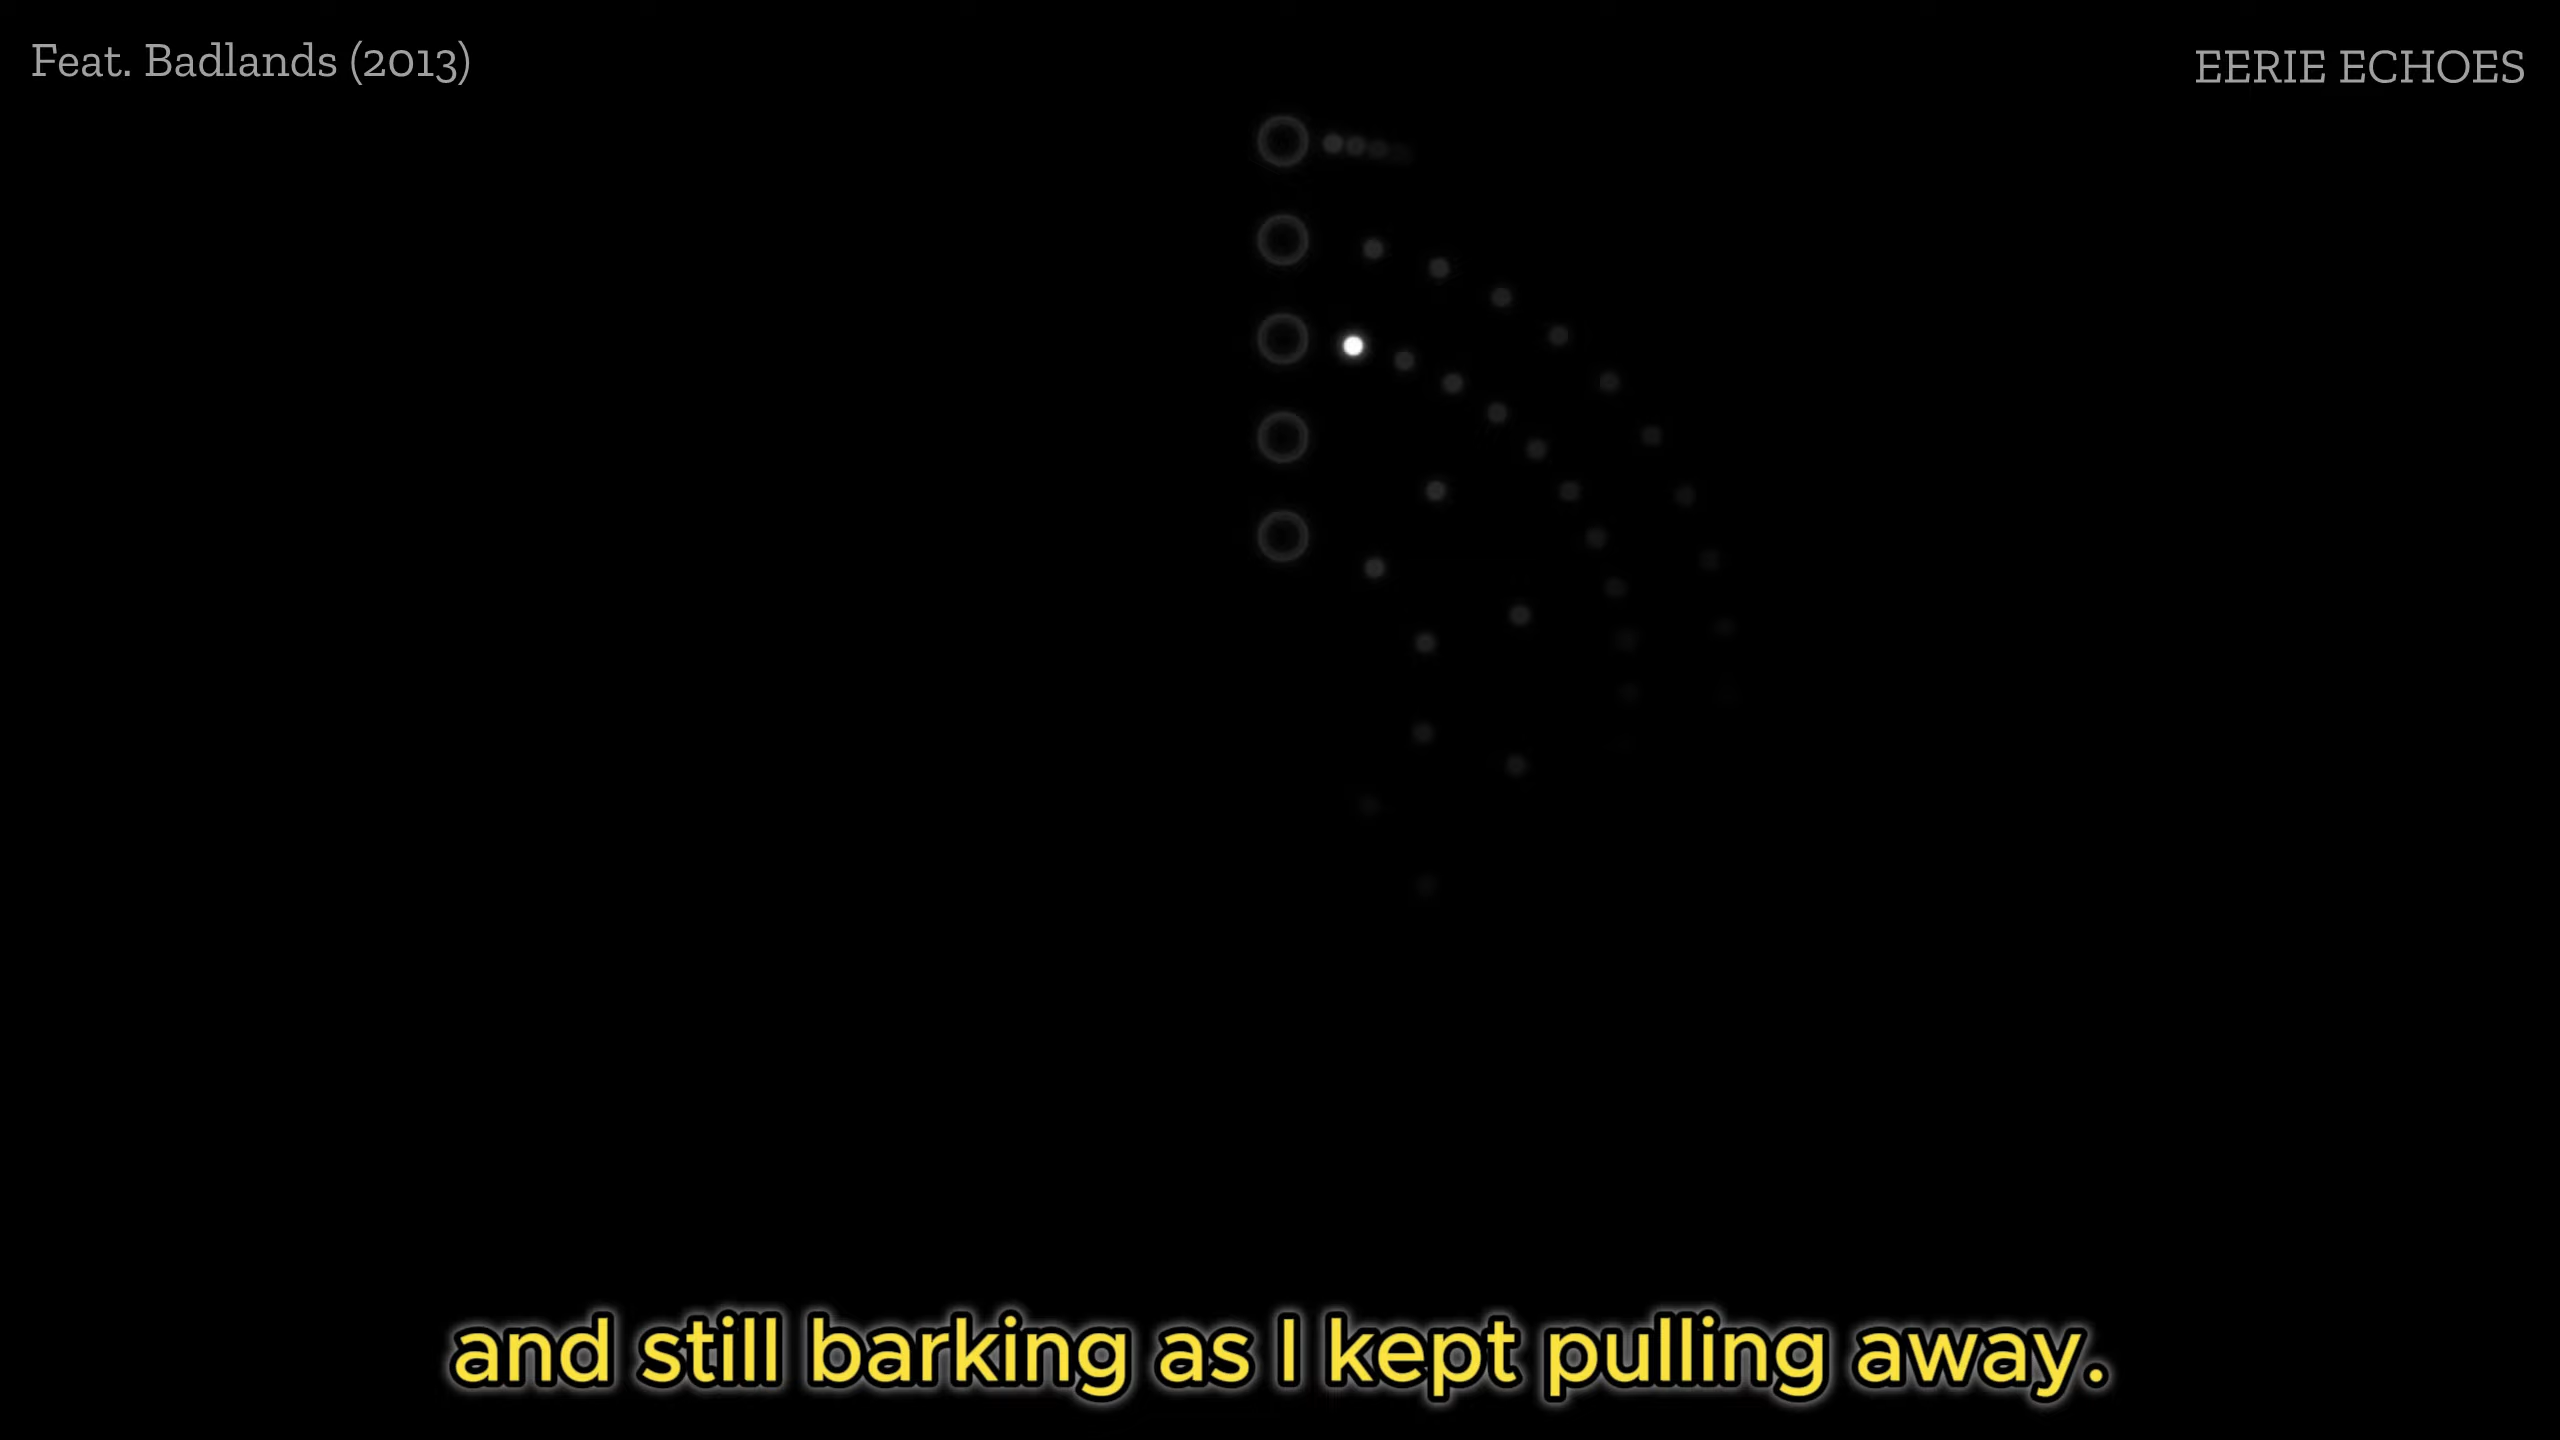 Feat. Badlands (2013)
EERIE ECHOES
and still barking as I kept pulling away.